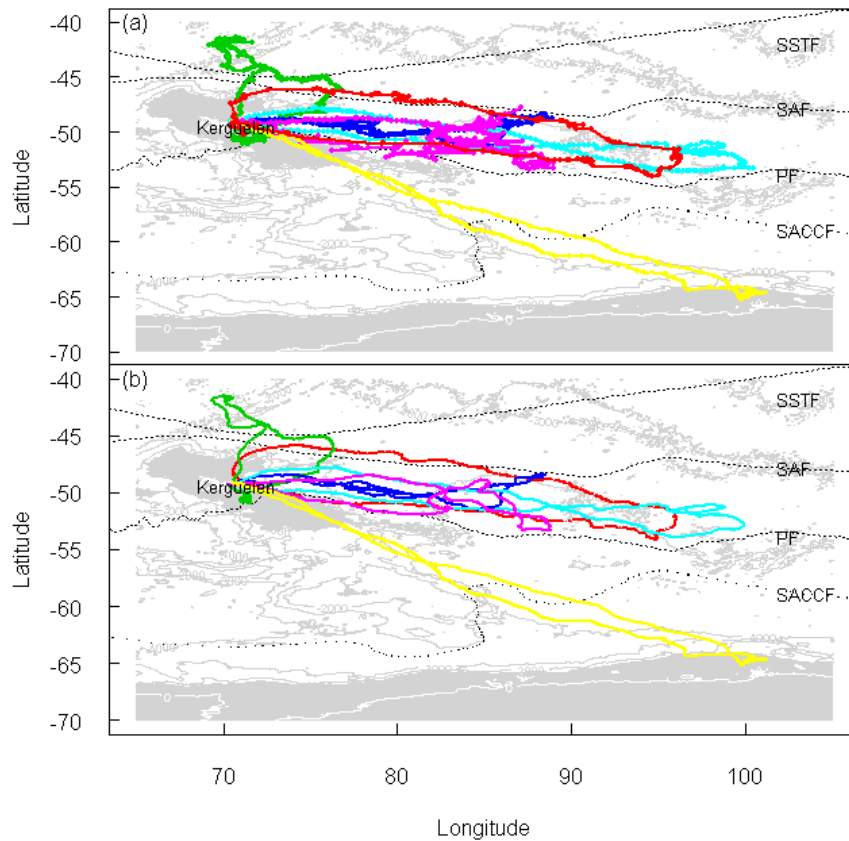 (a)
-40
-45
-50
-55
-60
-65
-70
Latitude
SSTF
SAF
PF
SACCF
Kerguelen
(b)
-40
-45
-50
-55
-60
-65
-70
Latitude
SSTF
SAF
PF
SACCF
Kerguelen
70 80 90 100
Longitude